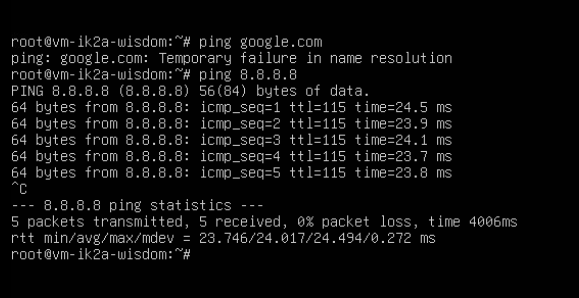 root@vm-ik2a-wisdom:~# ping google.com
ping: google.com: Temporary failure in name resolution
root@vm-ik2a-wisdom:~# ping 8.8.8.8
PING 8.8.8.8 (8.8.8.8) 56(84) bytes of data.
64 bytes from 8.8.8.8: icmp_seq=1 ttl=115 time=24.5 ms
64 bytes from 8.8.8.8: icmp_seq=2 ttl=115 time=23.9 ms
64 bytes from 8.8.8.8: icmp_seq=3 ttl=115 time=24.1 ms
64 bytes from 8.8.8.8: icmp_seq=4 ttl=115 time=23.7 ms
64 bytes from 8.8.8.8: icmp_seq=5 ttl=115 time=23.8 ms
^C
--- 8.8.8.8 ping statistics ---
5 packets transmitted, 5 received, 0% packet loss, time 4006ms
rtt min/avg/max/mdev = 23.746/24.017/24.494/0.272 ms
root@vm-ik2a-wisdom:~#